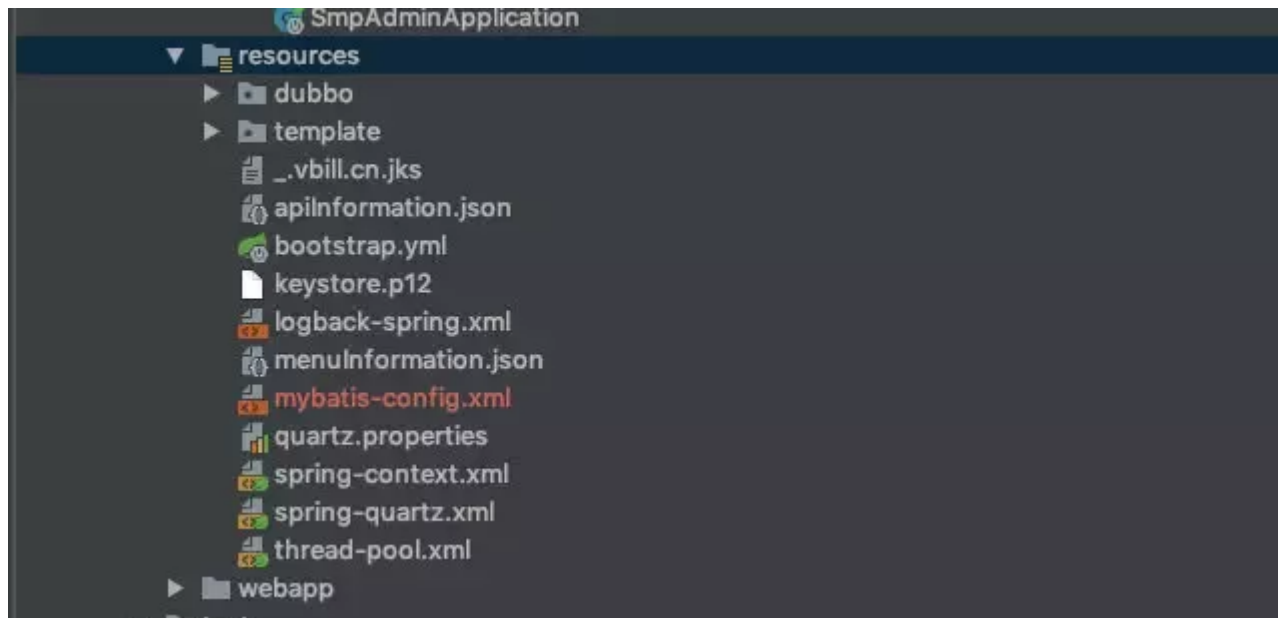 SmpAdminApplication
resources
dubbo
template
_.vbill.cn.jks
apiInformation.json
bootstrap.yml
keystore.p12
logback-spring.xml
menuInformation.json
mybatis-config.xml
quartz.properties
spring-context.xml
spring-quartz.xml
thread-pool.xml
webapp